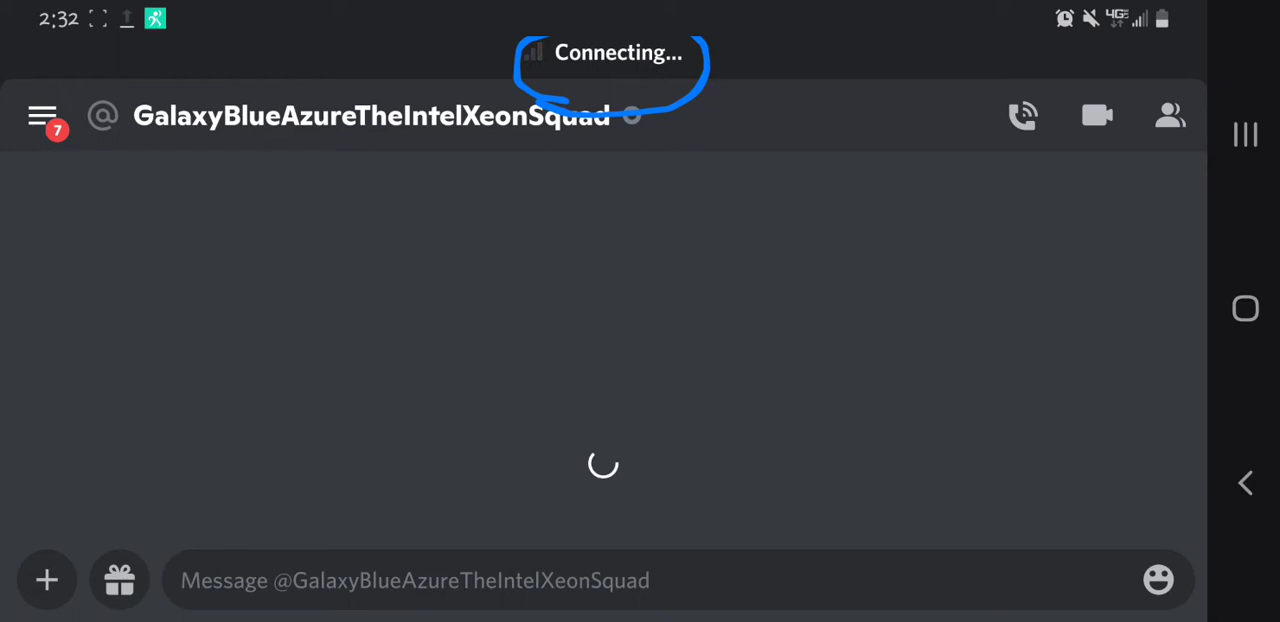 2:32 4G
Connecting...
7 @ GalaxyBlueAzureTheIntelXeonSquad
Message @GalaxyBlueAzureTheIntelXeonSquad